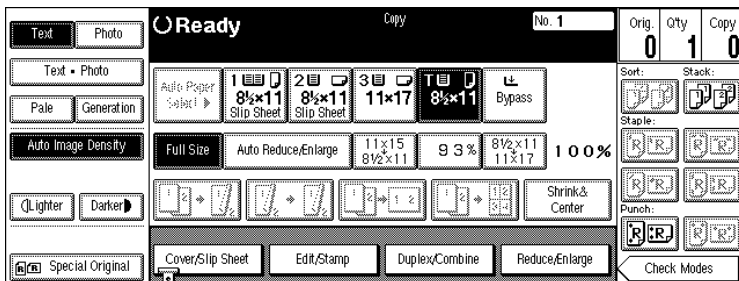 Text Photo
Text • Photo
Pale Generation
Auto Image Density
Lighter Darker
Special Original
Ready
Copy
No. 1
Auto Paper Select
1 8½×11 Slip Sheet
2 8½×11 Slip Sheet
3 11×17
T 8½×11
Bypass
Full Size
Auto Reduce/Enlarge
11×15
8½×11
93%
8½×11
11×17
100%
Shrink&
Center
Cover/Slip Sheet
Edit/Stamp
Duplex/Combine
Reduce/Enlarge
Orig. Q'ty Copy
0 1 0
Sort: Stack:
Staple:
Punch:
Check Modes